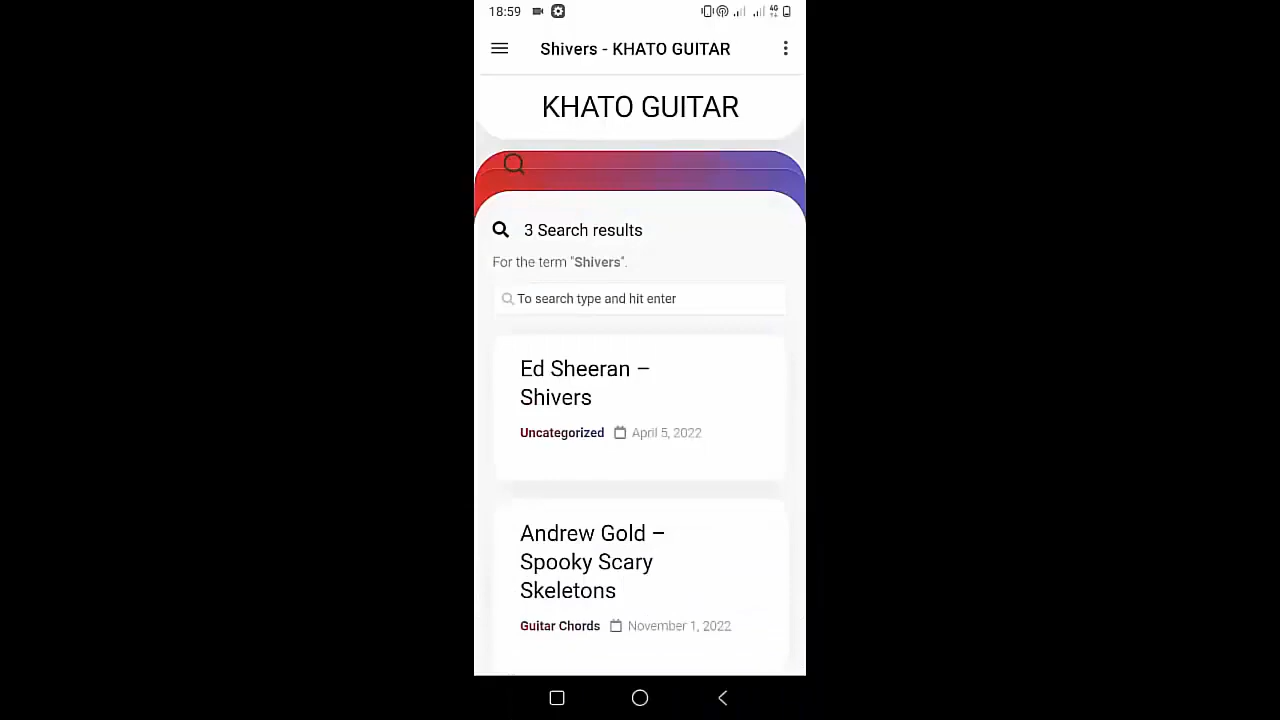 18:59
4G
Shivers - KHATO GUITAR
KHATO GUITAR
3 Search results
For the term "Shivers".
To search type and hit enter
Ed Sheeran –
Shivers
Uncategorized April 5, 2022
Andrew Gold –
Spooky Scary
Skeletons
Guitar Chords November 1, 2022